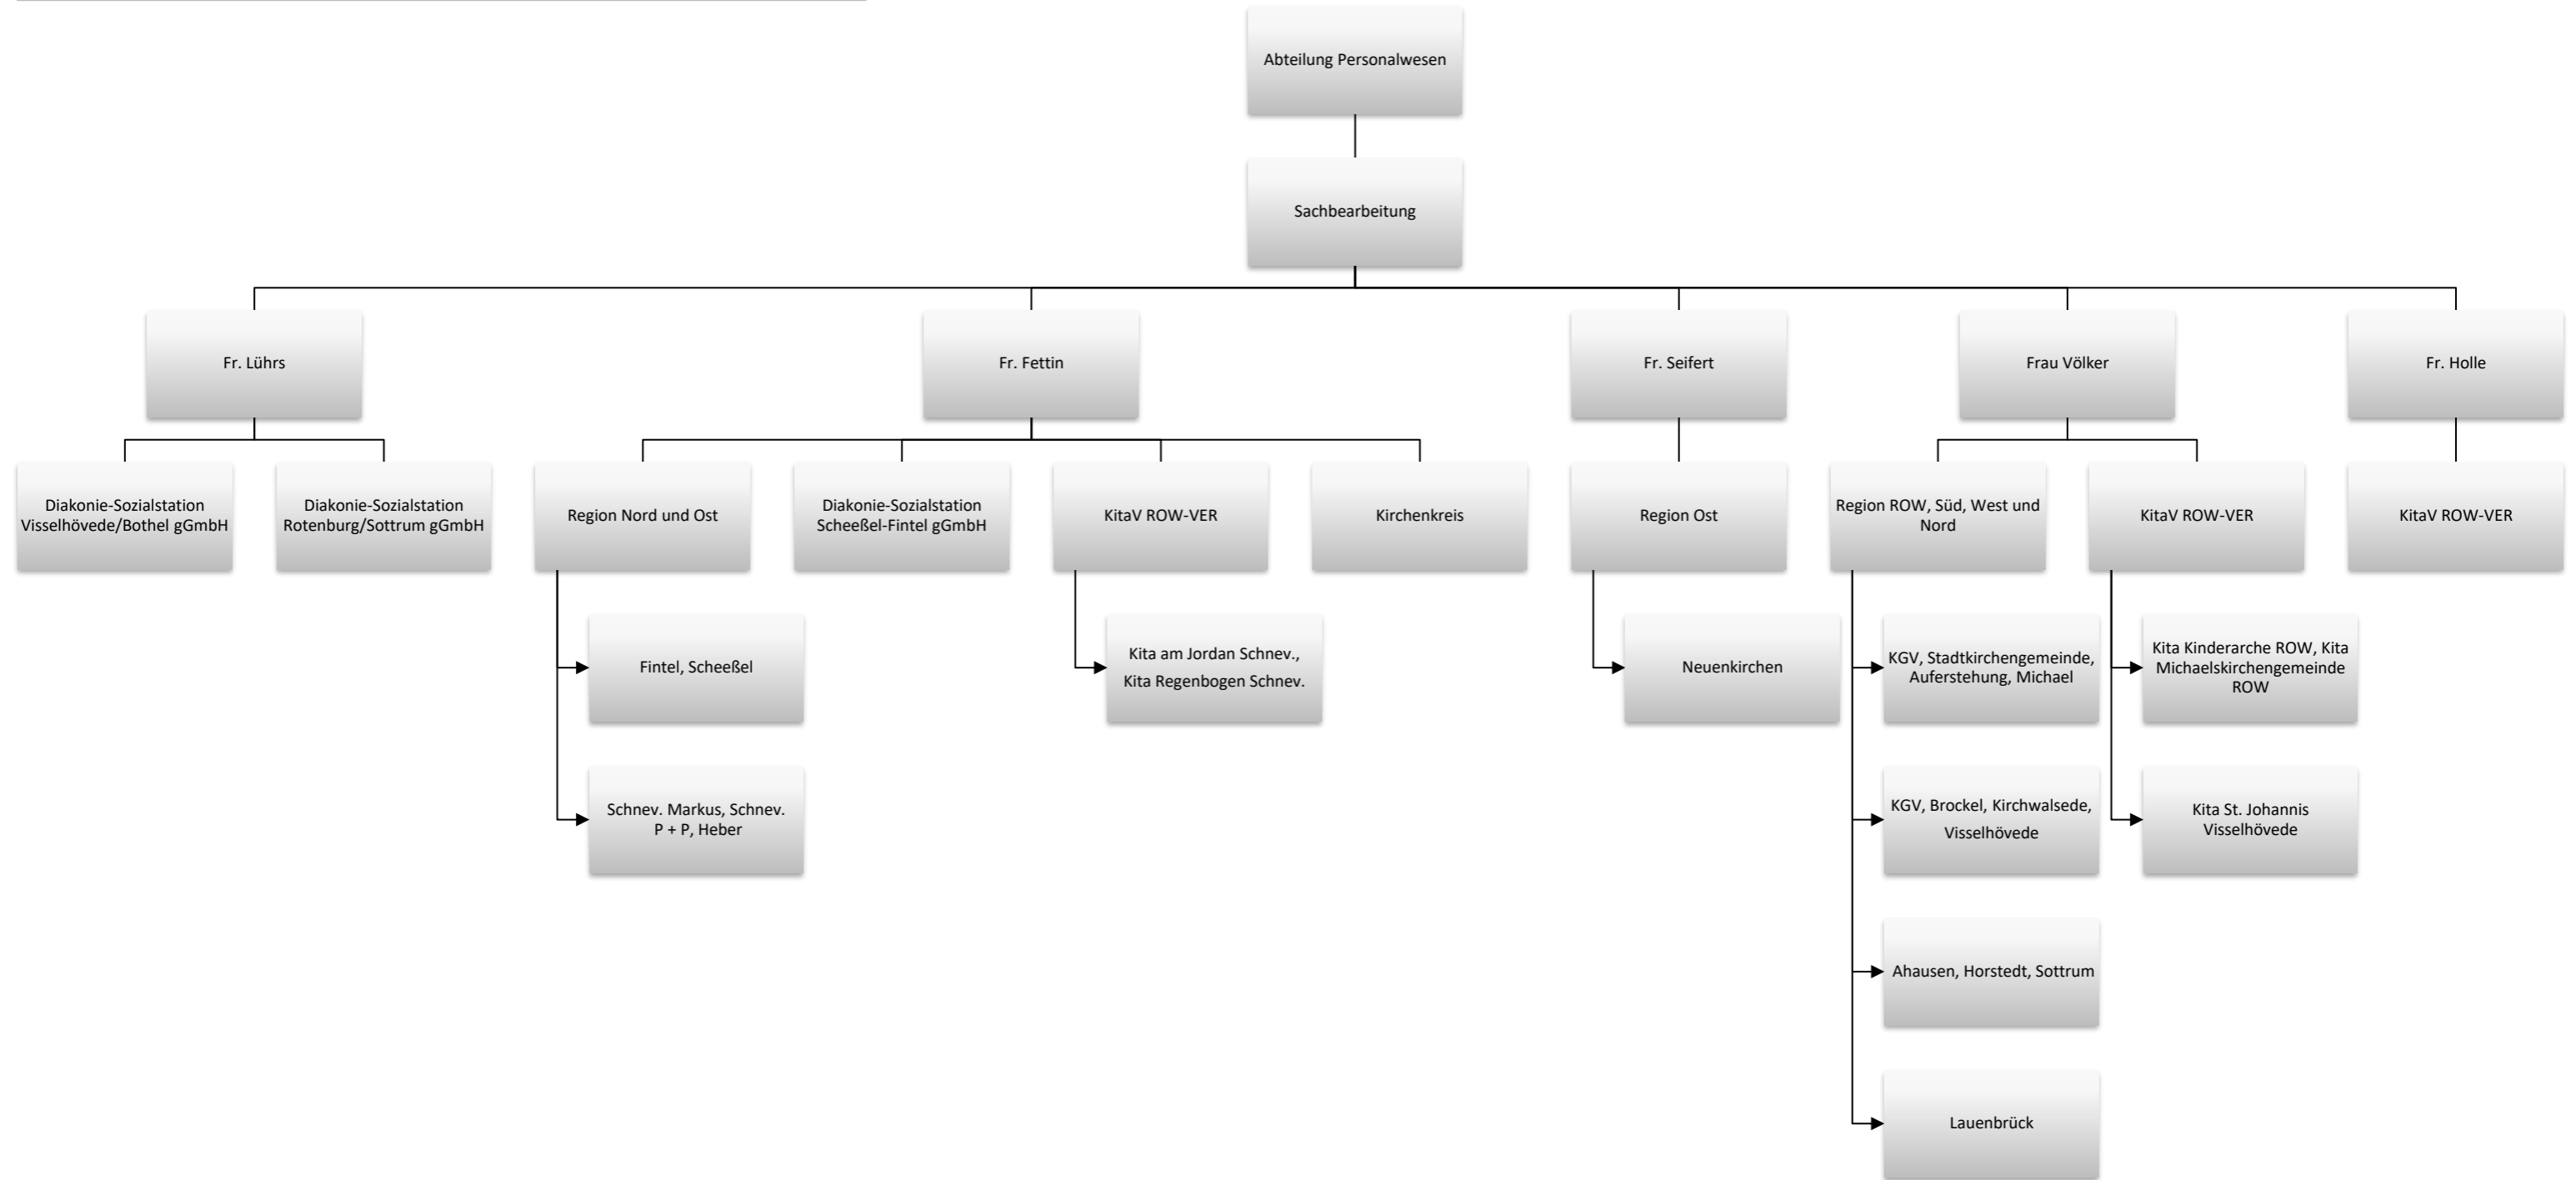 Abteilung Personalwesen
Sachbearbeitung
Fr. Lührs
Fr. Fettin
Fr. Seifert
Frau Völker
Fr. Holle
Diakonie-Sozialstation
Visselhövede/Bothel gGmbH
Diakonie-Sozialstation
Rotenburg/Sottrum gGmbH
Region Nord und Ost
Diakonie-Sozialstation
Scheeßel-Fintel gGmbH
KitaV ROW-VER
Kirchenkreis
Region Ost
Region ROW, Süd, West und
Nord
KitaV ROW-VER
KitaV ROW-VER
Fintel, Scheeßel
Kita am Jordan Schnev.,
Kita Regenbogen Schnev.
Neuenkirchen
KGV, Stadtkirchengemeinde,
Auferstehung, Michael
Kita Kinderarche ROW, Kita
Michaelskirchengemeinde
ROW
Schnev. Markus, Schnev.
P + P, Heber
KGV, Brockel, Kirchwalsede,
Visselhövede
Kita St. Johannis
Visselhövede
Ahausen, Horstedt, Sottrum
Lauenbrück